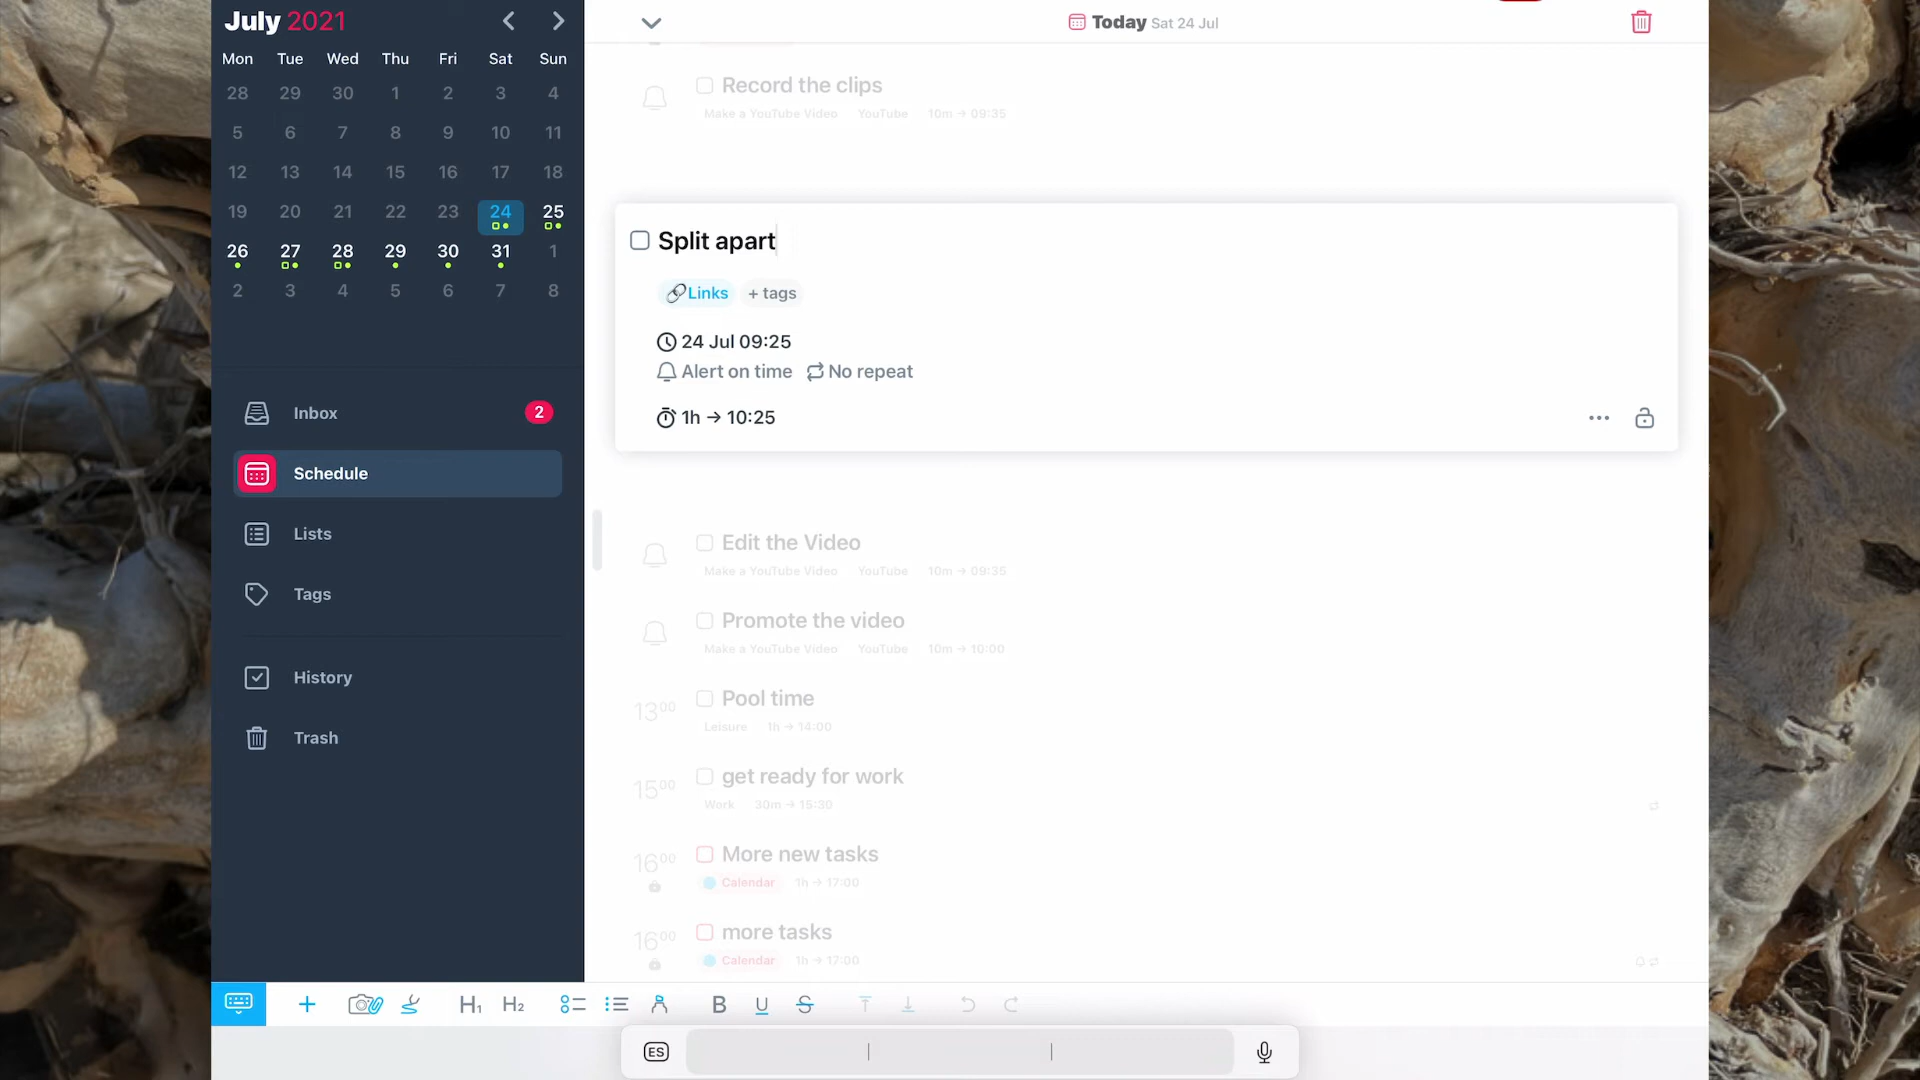 July 2021
Mon Tue Wed Thu Fri Sat Sun
28 29 30 1 2 3 4
5 6 7 8 9 10 11
12 13 14 15 16 17 18
19 20 21 22 23 24 25
26 27 28 29 30 31 1
2 3 4 5 6 7 8
Inbox 2
Schedule
Lists
Tags
History
Trash
Today Sat 24 Jul
Record the clips
Make a YouTube Video YouTube 10m → 09:35
Split apart
Links + tags
24 Jul 09:25
Alert on time No repeat
1h → 10:25
Edit the Video
Make a YouTube Video YouTube 10m → 09:35
Promote the video
Make a YouTube Video YouTube 10m → 10:00
1300 Pool time
Leisure 1h → 14:00
1500 get ready for work
Work 30m → 15:30
1600 More new tasks
Calendar 1h → 17:00
1600 more tasks
Calendar 1h → 17:00
H1 H2 B U S
ES